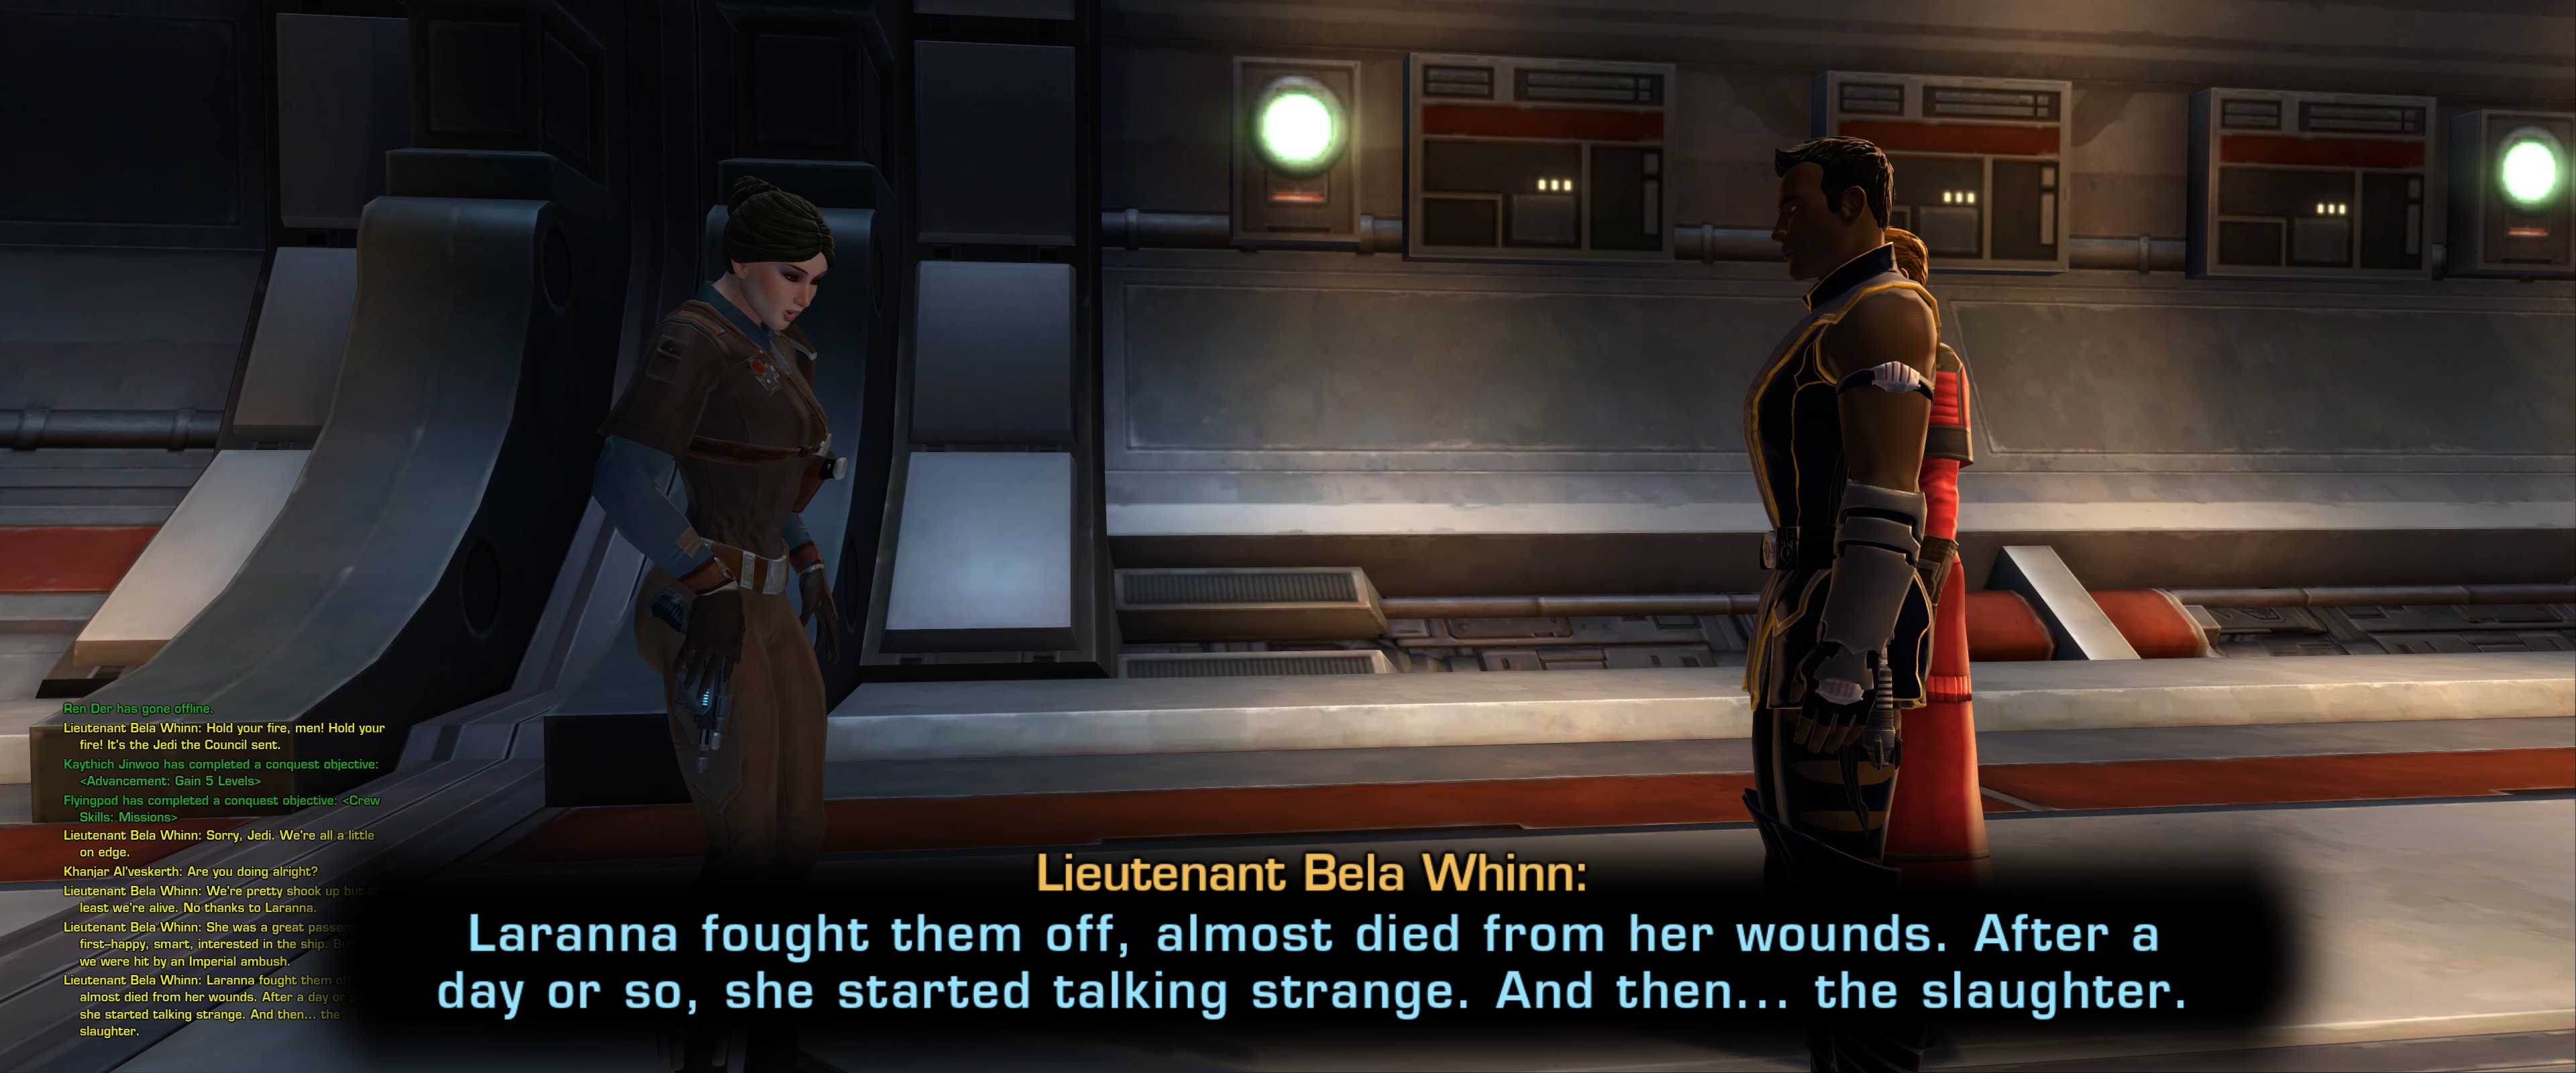 Ren Der has gone offline.
Lieutenant Bela Whinn: Hold your fire, men! Hold your
fire! It's the Jedi the Council sent.
Kaythich Jinwoo has completed a conquest objective:
<Advancement: Gain 5 Levels>
Flyingpod has completed a conquest objective: <Crew
Skills: Missions>
Lieutenant Bela Whinn: Sorry, Jedi. We're all a little
on edge.
Khanjar Al'veskerth: Are you doing alright?
Lieutenant Bela Whinn: We're pretty shook up but at
least we're alive. No thanks to Laranna.
Lieutenant Bela Whinn: She was a great
first–happy, smart, interested in the ship.
we were hit by an Imperial ambush.
Lieutenant Bela Whinn: Laranna fought them
almost died from her wounds. After a day or
she started talking strange. And then... the
slaughter.
Lieutenant Bela Whinn:
Laranna fought them off, almost died from her wounds. After a
day or so, she started talking strange. And then... the slaughter.